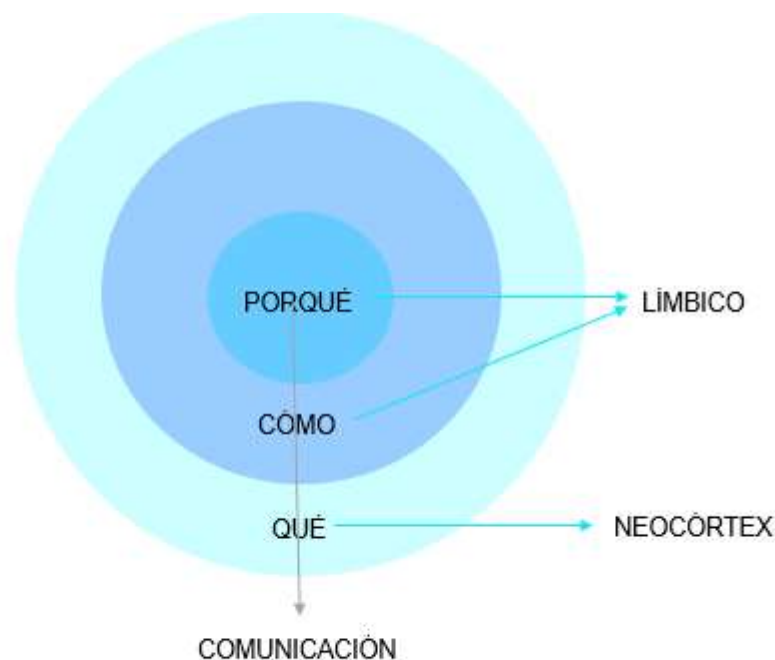 PORQUÉ
LÍMBICO
CÓMO
QUÉ
NEOCÓRTEX
COMUNICACIÓN